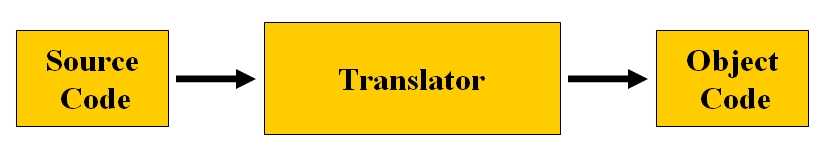 Source
Code
Translator
Object
Code